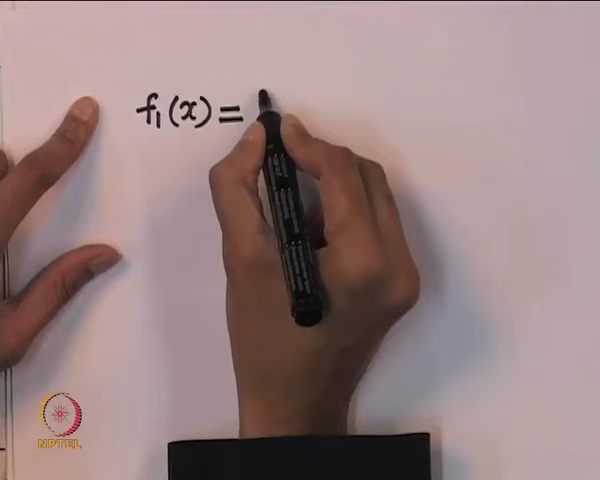 f₁(x) =
NPTEL